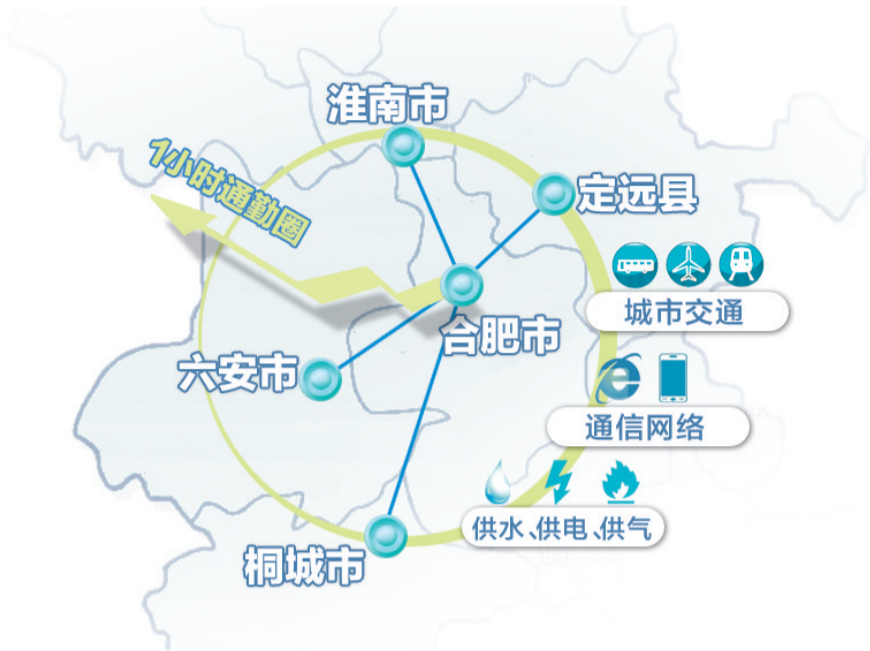 淮南市
1小时通勤圈
定远县
城市交通
合肥市
六安市
通信网络
供水、供电、供气
桐城市